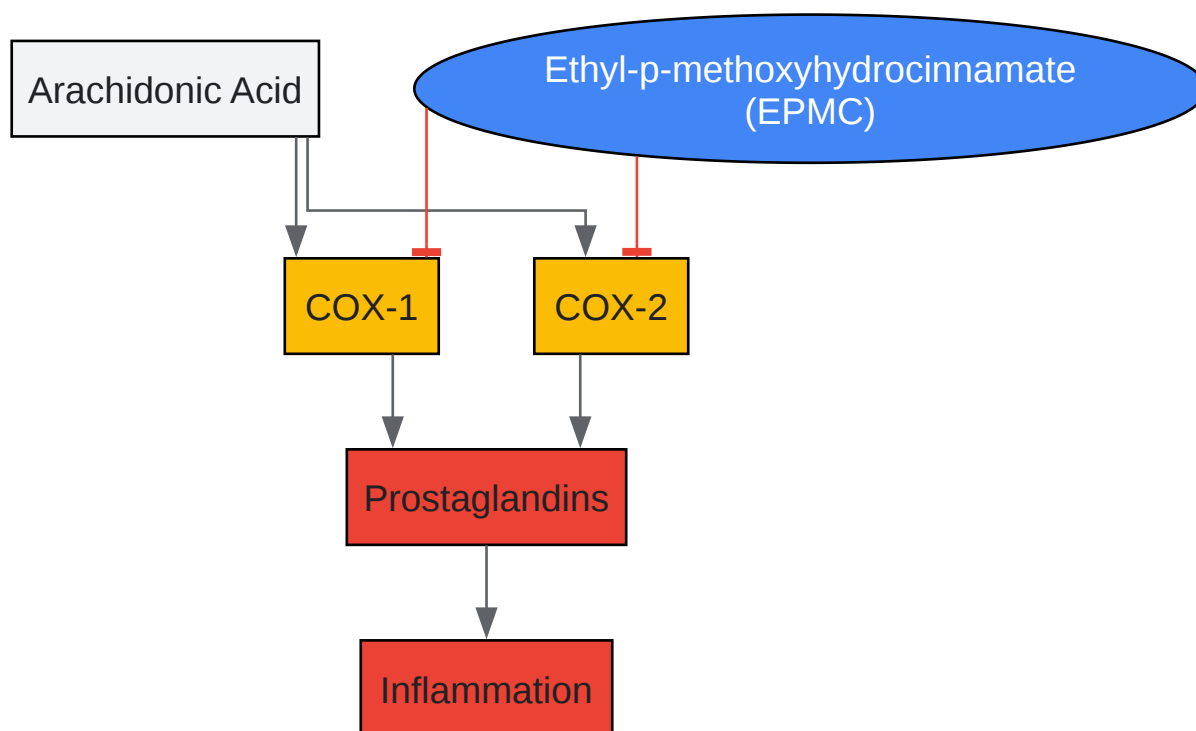 Arachidonic Acid
Ethyl-p-methoxyhydrocinnamate
(EPMC)
COX-1
COX-2
Prostaglandins
Inflammation